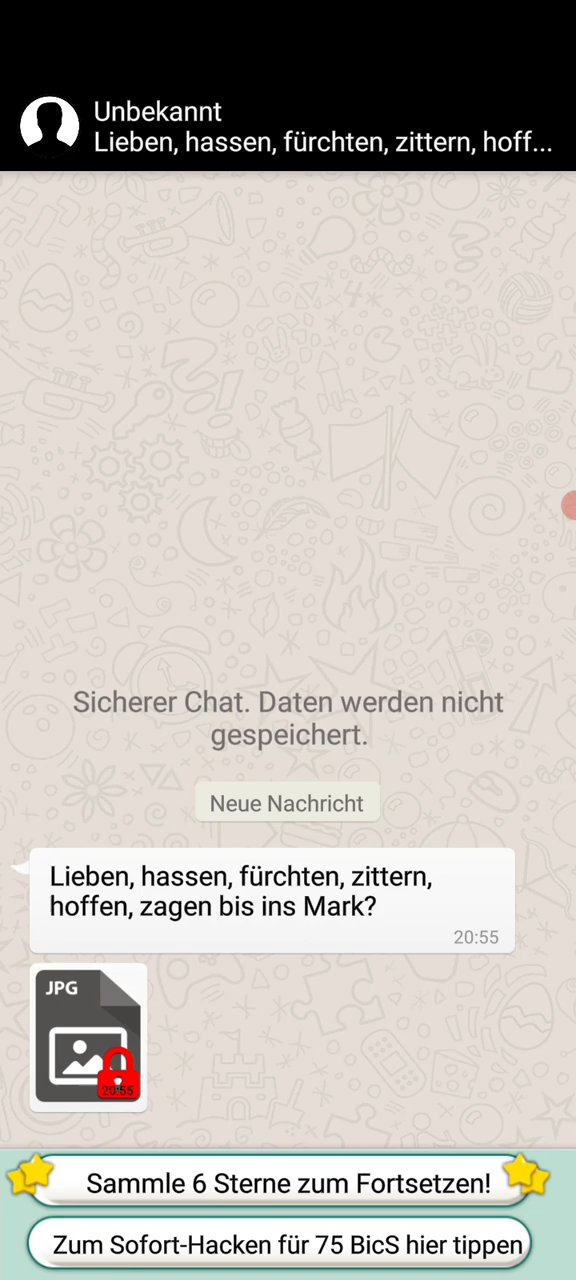 Unbekannt
Lieben, hassen, fürchten, zittern, hoff...
Sicherer Chat. Daten werden nicht
gespeichert.
Neue Nachricht
Lieben, hassen, fürchten, zittern,
hoffen, zagen bis ins Mark?
20:55
JPG
20:55
Sammle 6 Sterne zum Fortsetzen!
Zum Sofort-Hacken für 75 BicS hier tippen